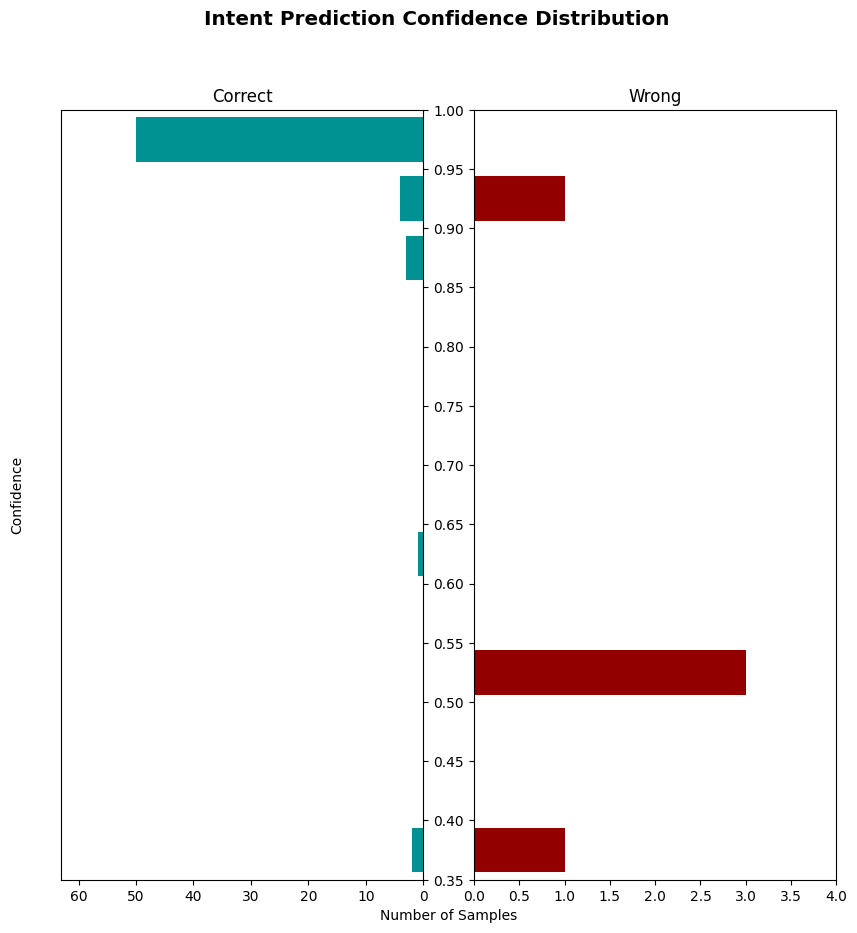 Intent Prediction Confidence Distribution
Correct
Wrong
1.00
0.95
0.90
0.85
0.80
0.75
0.70
0.65
0.60
0.55
0.50
0.45
0.40
0.35
Confidence
60 50 40 30 20 10 0
0.0 0.5 1.0 1.5 2.0 2.5 3.0 3.5 4.0
Number of Samples